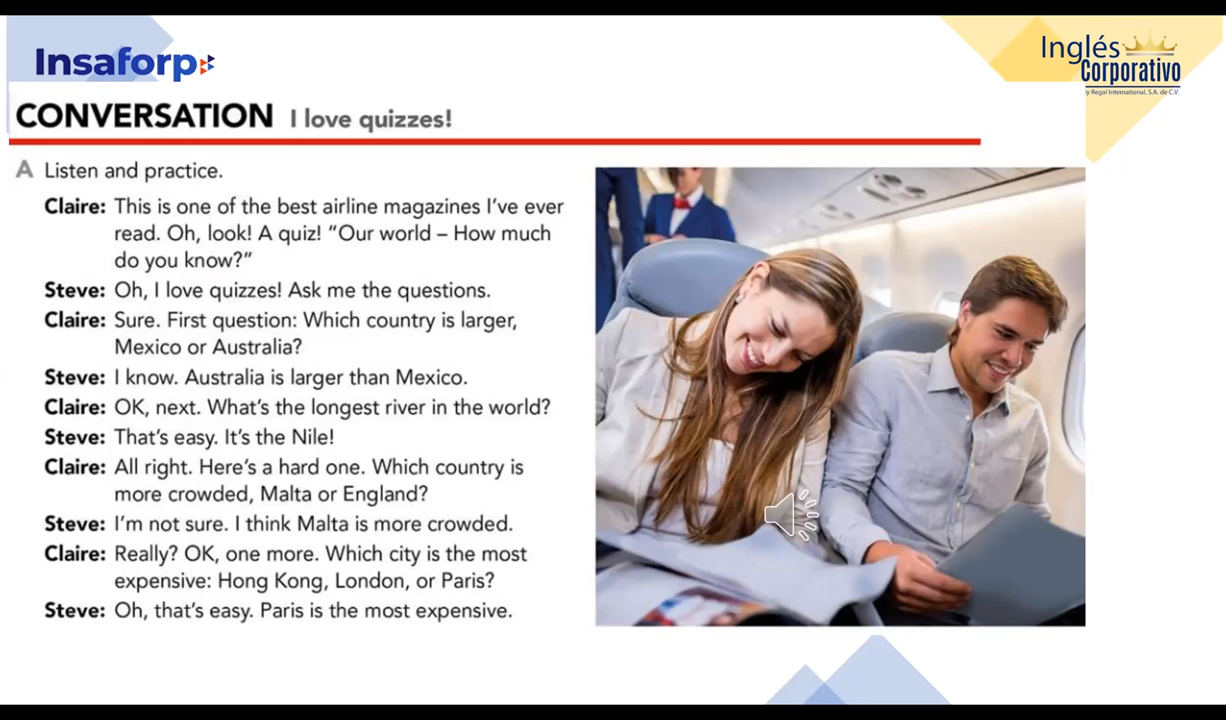 Insaforp
Inglés
Corporativo
by Regal International, S.A. de C.V.
CONVERSATION I love quizzes!
A Listen and practice.
Claire: This is one of the best airline magazines I've ever
read. Oh, look! A quiz! “Our world – How much
do you know?”
Steve: Oh, I love quizzes! Ask me the questions.
Claire: Sure. First question: Which country is larger,
Mexico or Australia?
Steve: I know. Australia is larger than Mexico.
Claire: OK, next. What's the longest river in the world?
Steve: That's easy. It's the Nile!
Claire: All right. Here's a hard one. Which country is
more crowded, Malta or England?
Steve: I'm not sure. I think Malta is more crowded.
Claire: Really? OK, one more. Which city is the most
expensive: Hong Kong, London, or Paris?
Steve: Oh, that's easy. Paris is the most expensive.